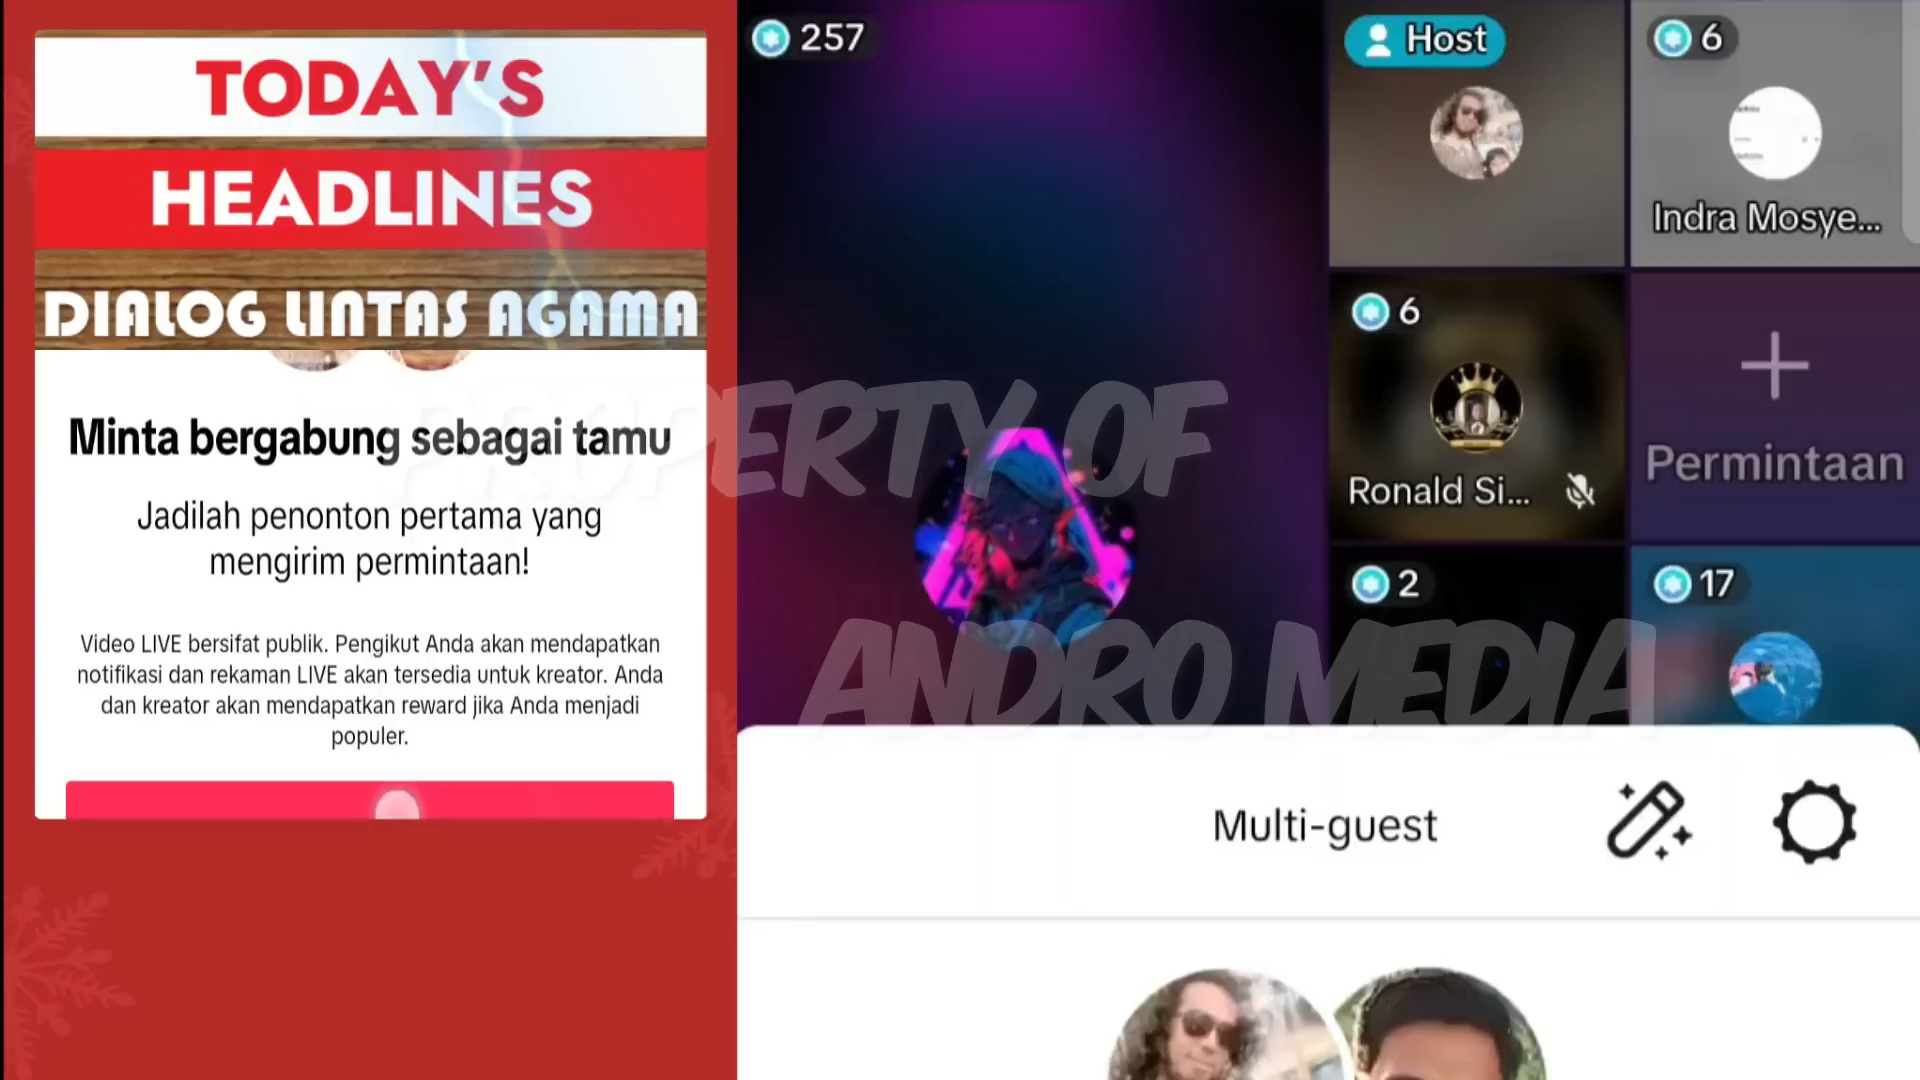 TODAY'S
HEADLINES
DIALOG LINTAS AGAMA
Minta bergabung sebagai tamu
Jadilah penonton pertama yang
mengirim permintaan!
Video LIVE bersifat publik. Pengikut Anda akan mendapatkan
notifikasi dan rekaman LIVE akan tersedia untuk kreator. Anda
dan kreator akan mendapatkan reward jika Anda menjadi
populer.
257
Host
6
Indra Mosye...
6
Ronald Si...
Permintaan
2
17
PROPERTY OF
ANDRO MEDIA
Multi-guest